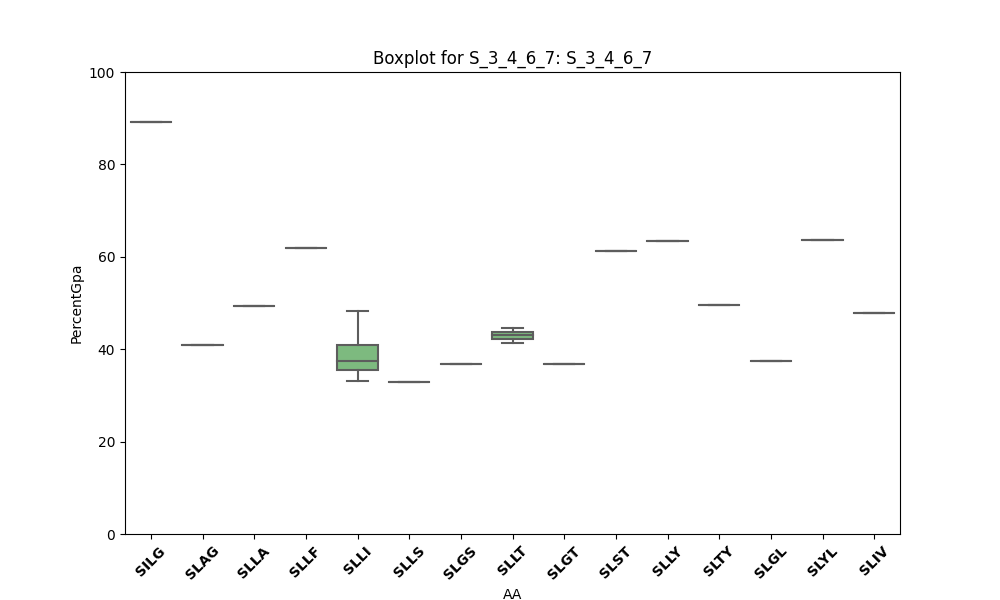 Boxplot for S_3_4_6_7: S_3_4_6_7
100
80
60
40
20
0
PercentGpa
SILG SLAG SLLA SLLF SLLI SLLS SLGS SLLT SLGT SLST SLLY SLTY SLGL SLYL SLIV
AA